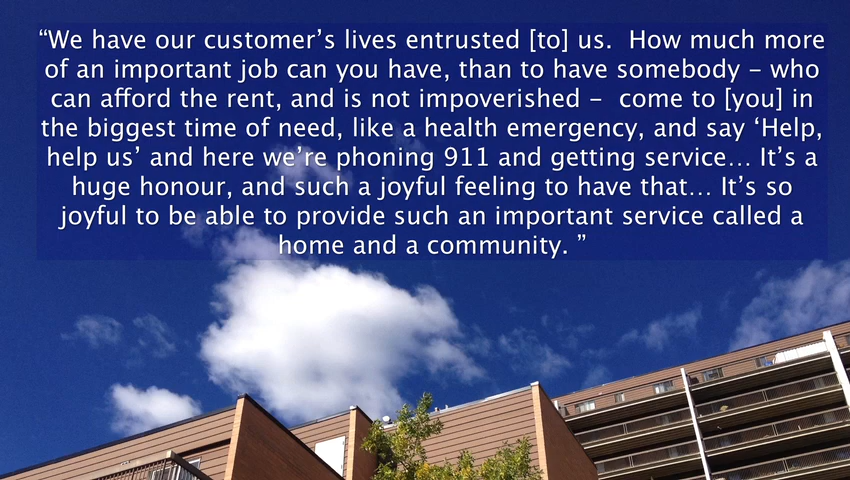 “We have our customer’s lives entrusted [to] us.  How much more
of an important job can you have, than to have somebody – who
can afford the rent, and is not impoverished –  come to [you] in
the biggest time of need, like a health emergency, and say ‘Help,
help us’ and here we’re phoning 911 and getting service… It’s a
huge honour, and such a joyful feeling to have that… It’s so
joyful to be able to provide such an important service called a
home and a community. ”